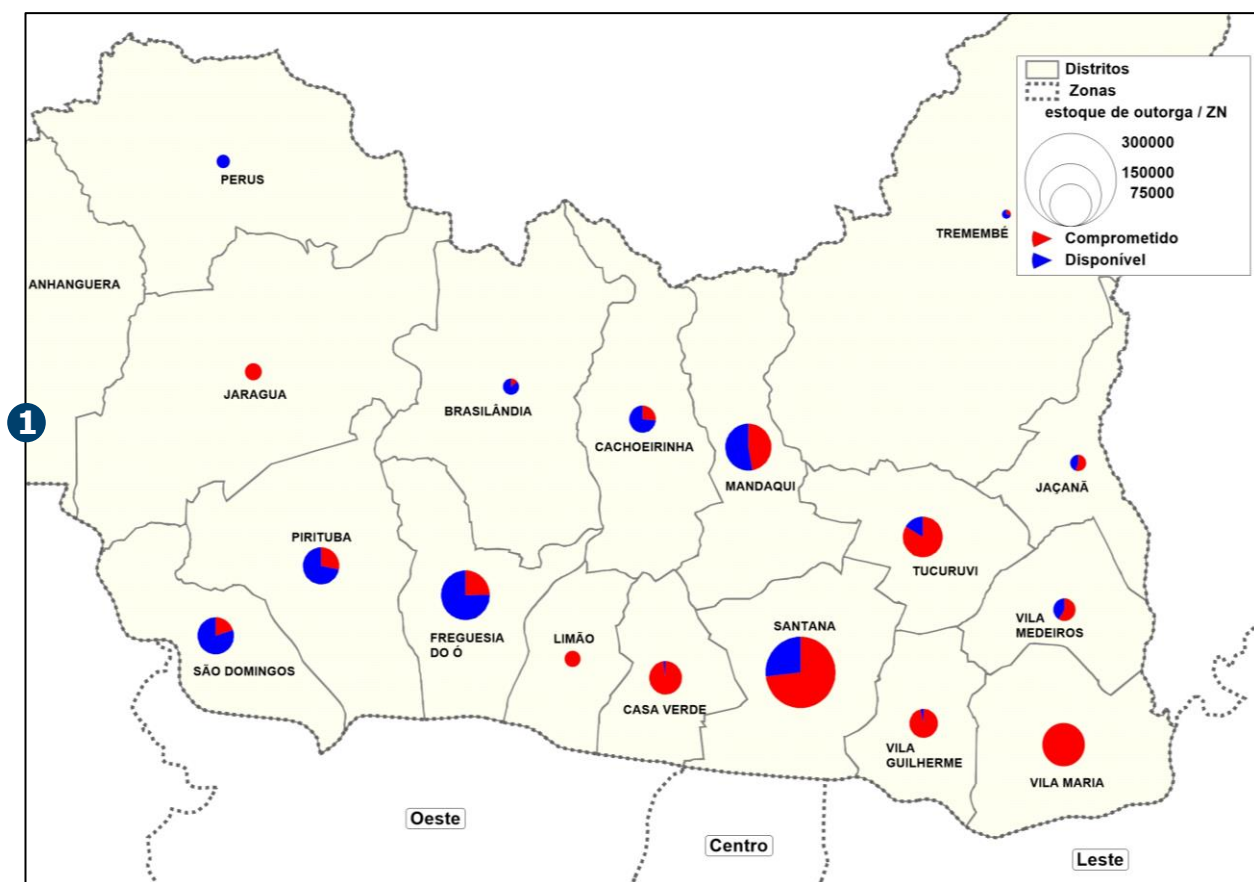 Distritos
Zonas
estoque de outorga / ZN
300000
150000
75000
Comprometido
Disponível
PERUS
TREMEMBÉ
ANHANGUERA
JARAGUA
BRASILÂNDIA
CACHOEIRINHA
MANDAQUI
JAÇANÃ
1
PIRITUBA
TUCURUVI
FREGUESIA
DO Ó
LIMÃO
SANTANA
VILA
MEDEIROS
SÃO DOMINGOS
CASA VERDE
VILA
GUILHERME
VILA MARIA
Oeste
Centro
Leste